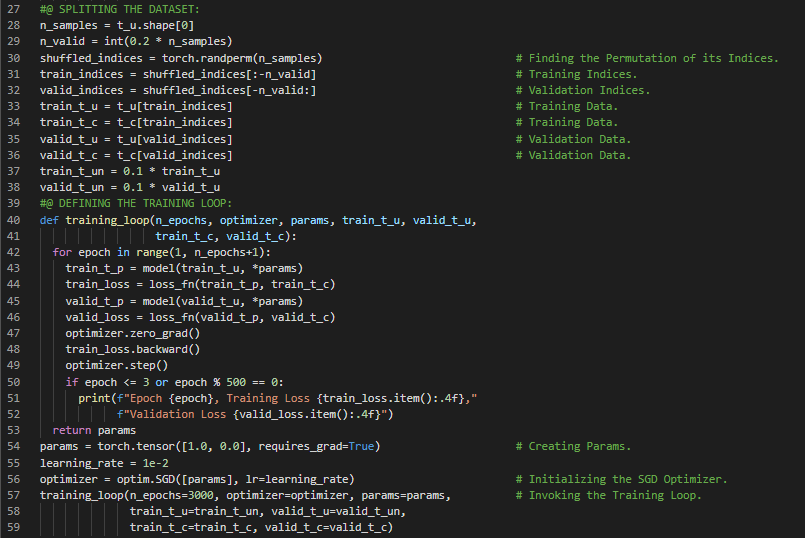 27 #@ SPLITTING THE DATASET:
28 n_samples = t_u.shape[0]
29 n_valid = int(0.2 * n_samples)
30 shuffled_indices = torch.randperm(n_samples) # Finding the Permutation of its Indices.
31 train_indices = shuffled_indices[:-n_valid] # Training Indices.
32 valid_indices = shuffled_indices[-n_valid:] # Validation Indices.
33 train_t_u = t_u[train_indices] # Training Data.
34 train_t_c = t_c[train_indices] # Training Data.
35 valid_t_u = t_u[valid_indices] # Validation Data.
36 valid_t_c = t_c[valid_indices] # Validation Data.
37 train_t_un = 0.1 * train_t_u
38 valid_t_un = 0.1 * valid_t_u
39 #@ DEFINING THE TRAINING LOOP:
40 def training_loop(n_epochs, optimizer, params, train_t_u, valid_t_u,
41 train_t_c, valid_t_c):
42 for epoch in range(1, n_epochs+1):
43 train_t_p = model(train_t_u, *params)
44 train_loss = loss_fn(train_t_p, train_t_c)
45 valid_t_p = model(valid_t_u, *params)
46 valid_loss = loss_fn(valid_t_p, valid_t_c)
47 optimizer.zero_grad()
48 train_loss.backward()
49 optimizer.step()
50 if epoch <= 3 or epoch % 500 == 0:
51 print(f"Epoch {epoch}, Training Loss {train_loss.item():.4f},"
52 f"Validation Loss {valid_loss.item():.4f}")
53 return params
54 params = torch.tensor([1.0, 0.0], requires_grad=True) # Creating Params.
55 learning_rate = 1e-2
56 optimizer = optim.SGD([params], lr=learning_rate) # Initializing the SGD Optimizer.
57 training_loop(n_epochs=3000, optimizer=optimizer, params=params, # Invoking the Training Loop.
58 train_t_u=train_t_un, valid_t_u=valid_t_un,
59 train_t_c=train_t_c, valid_t_c=valid_t_c)